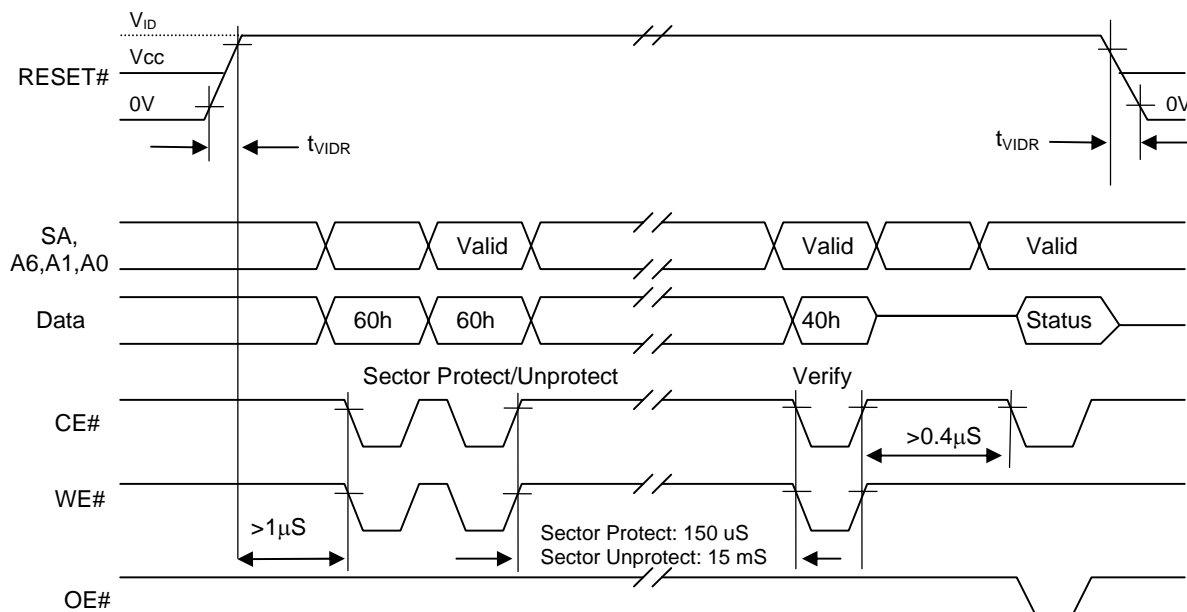 VID
Vcc
RESET#
0V
0V
tVIDR
tVIDR
SA,
A6,A1,A0
Valid
Valid
Valid
Data
60h
60h
40h
Status
Sector Protect/Unprotect
Verify
CE#
>0.4μS
WE#
>1μS
Sector Protect: 150 uS
Sector Unprotect: 15 mS
OE#